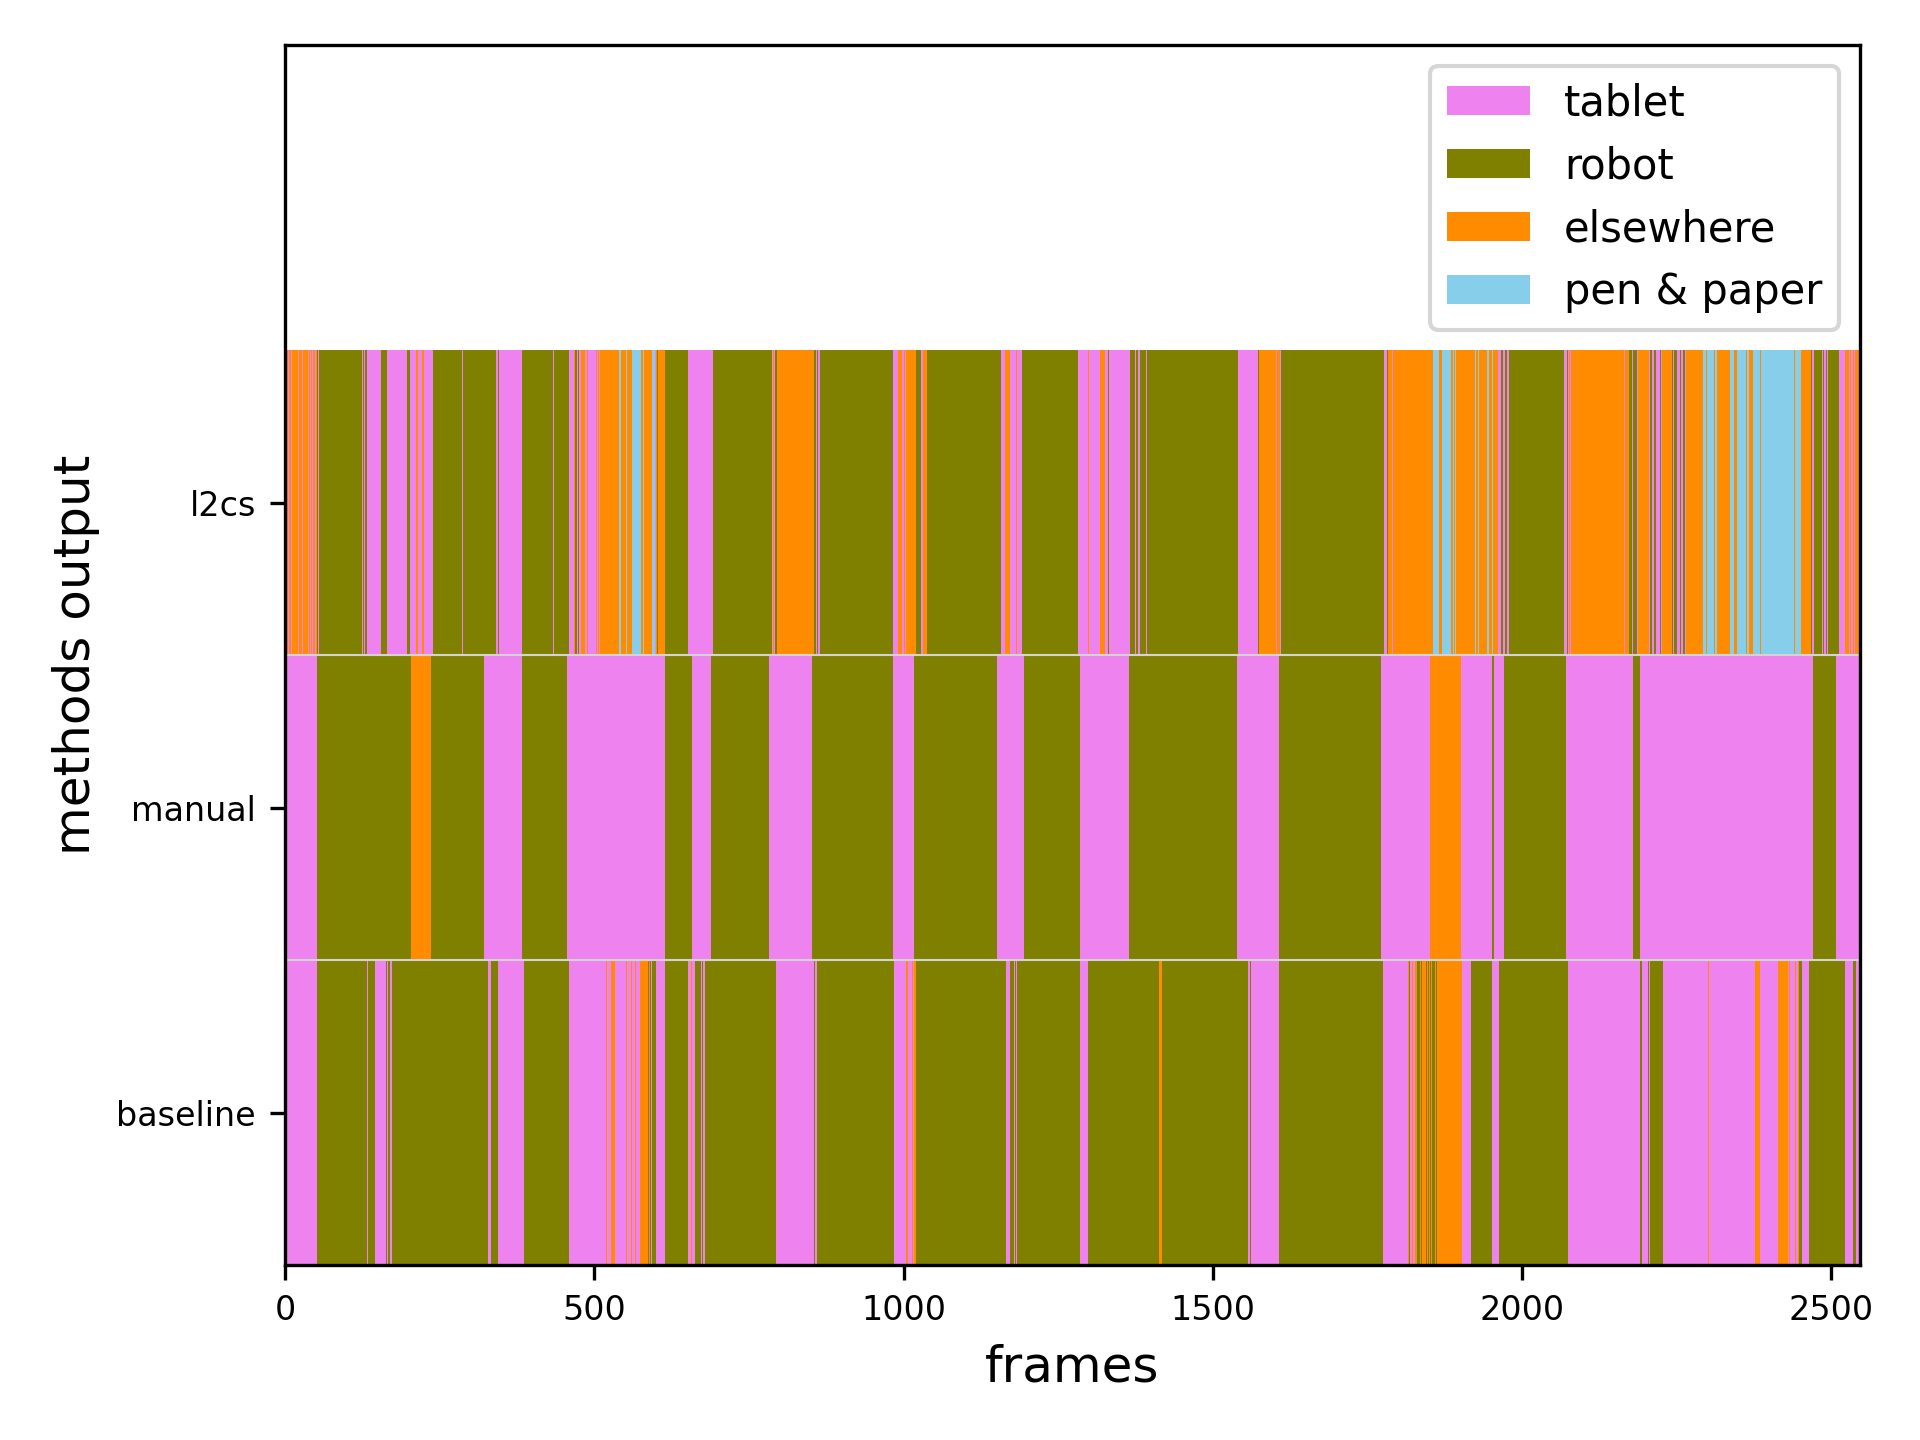 tablet
robot
elsewhere
pen & paper
methods output
l2cs
manual
baseline
0 500 1000 1500 2000 2500
frames